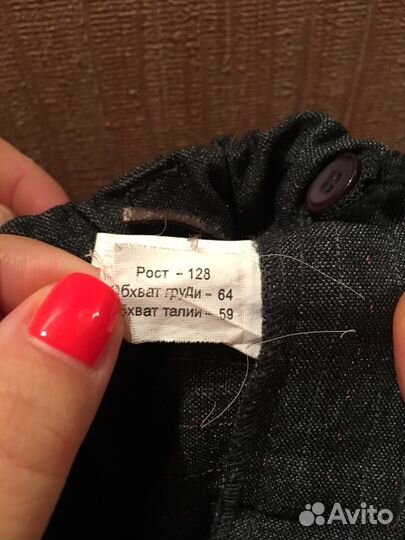 Рост - 128
Обхват груди - 64
Обхват талии - 59
Avito